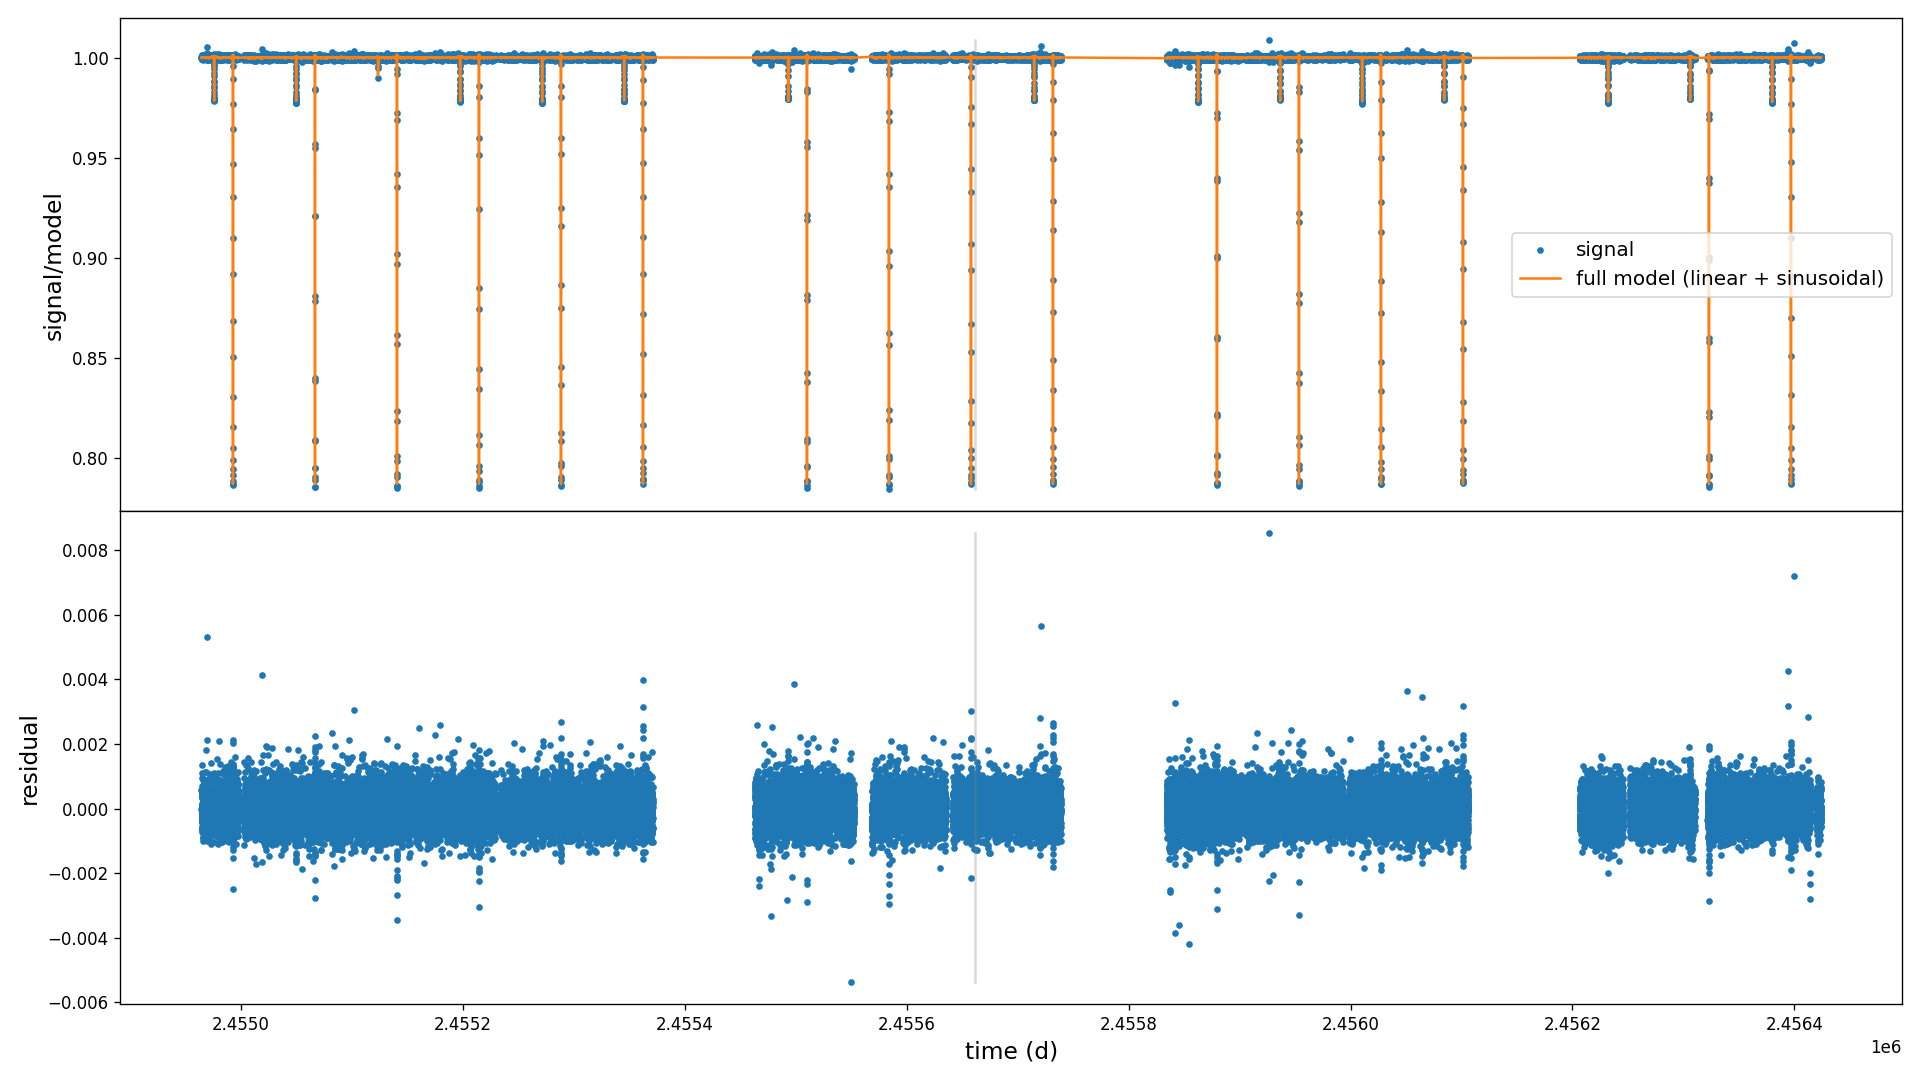 1.00
0.95
0.90
0.85
0.80
signal/model
signal
full model (linear + sinusoidal)
0.008
0.006
0.004
0.002
0.000
−0.002
−0.004
−0.006
residual
2.4550 2.4552 2.4554 2.4556 2.4558 2.4560 2.4562 2.4564
1e6
time (d)